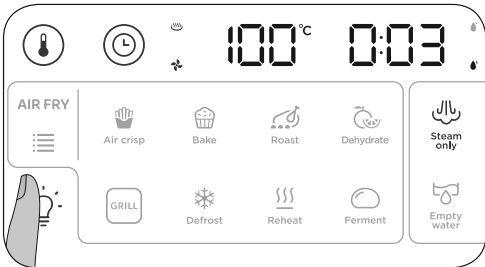 100°C 0:03
AIR FRY
Air crisp Bake Roast Dehydrate
Steam
only
GRILL
Defrost Reheat Ferment
Empty
water